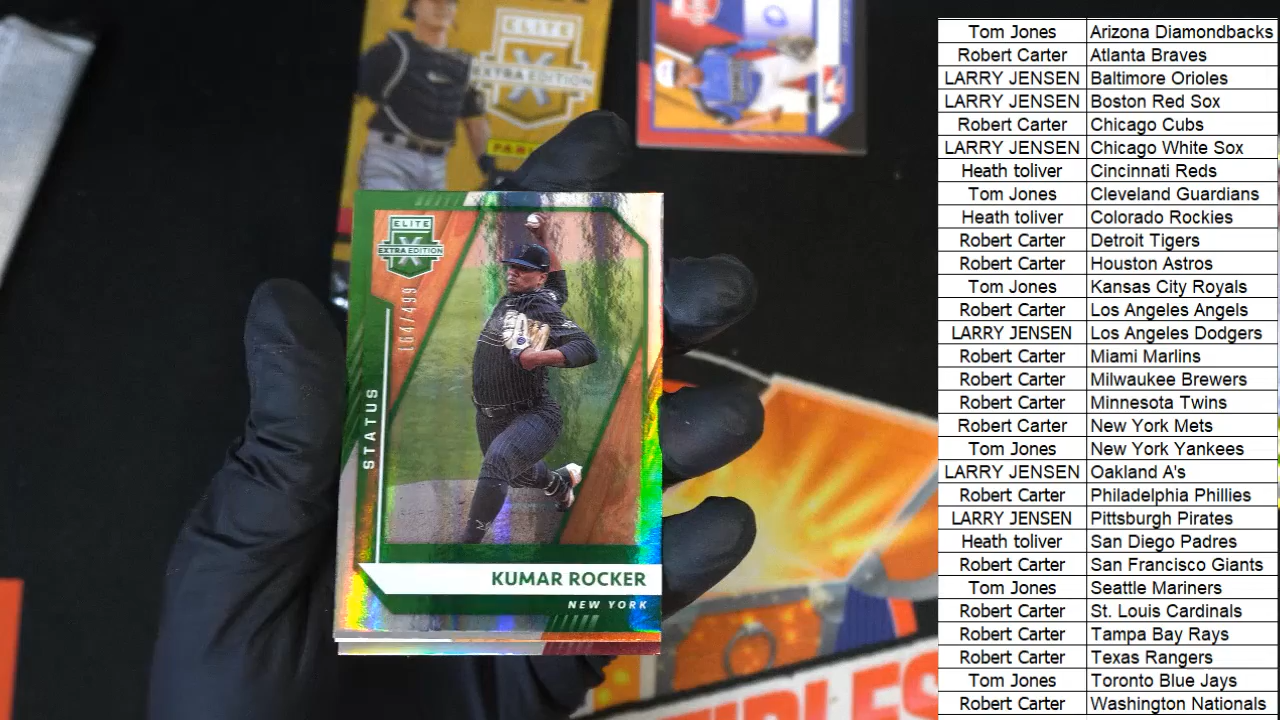 ELITE
EXTRA EDITION
PANINI
ELITE
X
EXTRA EDITION
164/499
STATUS
KUMAR ROCKER
NEW YORK
Tom Jones Arizona Diamondbacks
Robert Carter Atlanta Braves
LARRY JENSEN Baltimore Orioles
LARRY JENSEN Boston Red Sox
Robert Carter Chicago Cubs
LARRY JENSEN Chicago White Sox
Heath toliver Cincinnati Reds
Tom Jones Cleveland Guardians
Heath toliver Colorado Rockies
Robert Carter Detroit Tigers
Robert Carter Houston Astros
Tom Jones Kansas City Royals
Robert Carter Los Angeles Angels
LARRY JENSEN Los Angeles Dodgers
Robert Carter Miami Marlins
Robert Carter Milwaukee Brewers
Robert Carter Minnesota Twins
Robert Carter New York Mets
Tom Jones New York Yankees
LARRY JENSEN Oakland A's
Robert Carter Philadelphia Phillies
LARRY JENSEN Pittsburgh Pirates
Heath toliver San Diego Padres
Robert Carter San Francisco Giants
Tom Jones Seattle Mariners
Robert Carter St. Louis Cardinals
Robert Carter Tampa Bay Rays
Robert Carter Texas Rangers
Tom Jones Toronto Blue Jays
Robert Carter Washington Nationals